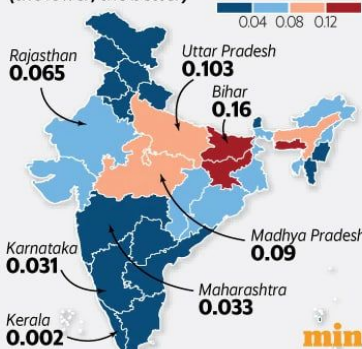 0.04 0.08 0.12
Rajasthan
0.065
Uttar Pradesh
0.103
Bihar
0.16
Madhya Pradesh
0.09
Karnataka
0.031
Maharashtra
0.033
Kerala
0.002
min